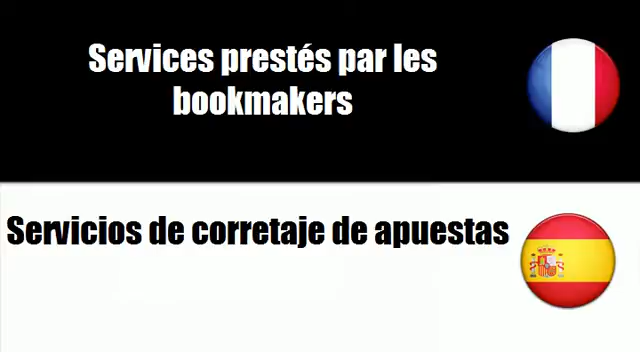 Services prestés par les
bookmakers
Servicios de corretaje de apuestas